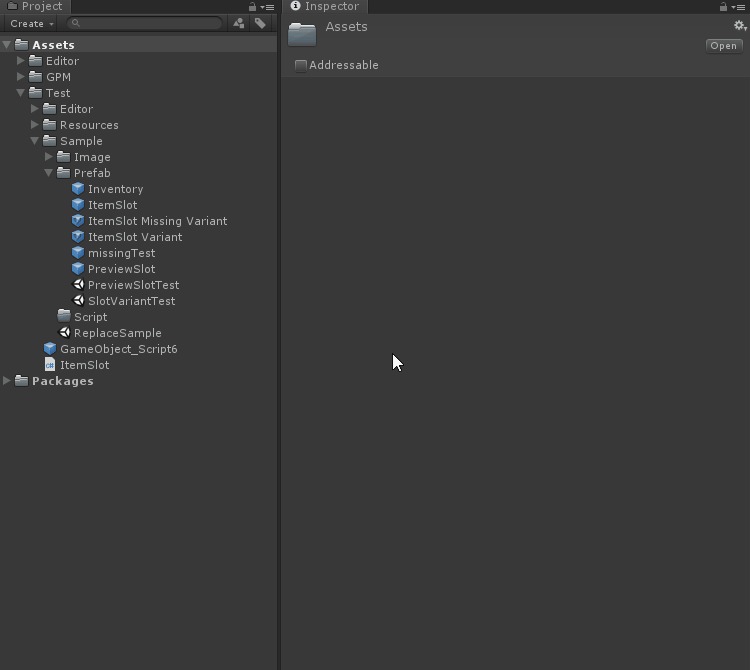 Project
Create
Assets
Editor
GPM
Test
Editor
Resources
Sample
Image
Prefab
Inventory
ItemSlot
ItemSlot Missing Variant
ItemSlot Variant
missingTest
PreviewSlot
PreviewSlotTest
SlotVariantTest
Script
ReplaceSample
GameObject_Script6
C#
ItemSlot
Packages
Inspector
Assets
Open
Addressable